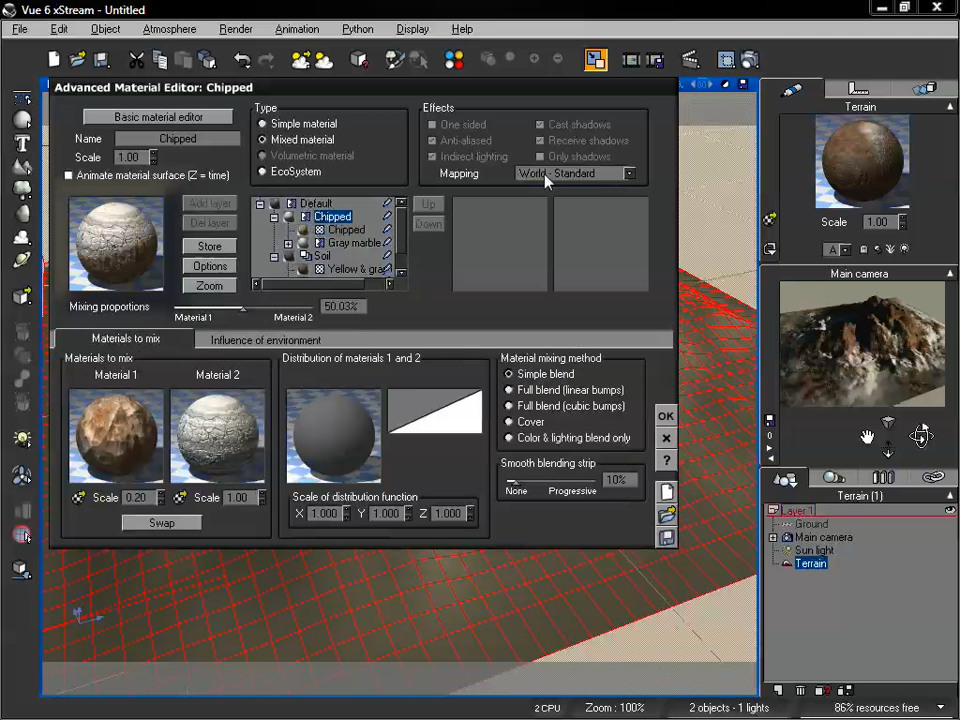 Vue 6 xStream - Untitled
File Edit Object Atmosphere Render Animation Python Display Help
Advanced Material Editor: Chipped
Basic material editor
Name Chipped
Scale 1.00
Animate material surface (Z = time)
Type
Simple material
Mixed material
Volumetric material
EcoSystem
Effects
One sided Cast shadows
Anti-aliased Receive shadows
Indirect lighting Only shadows
Mapping World - Standard
Add layer
Del layer
Store
Options
Zoom
Default
Chipped
Chipped
Gray marble
Soil
Yellow & gra
Up
Down
Mixing proportions
Material 1 Material 2
50.03%
Materials to mix Influence of environment
Materials to mix
Material 1 Material 2
Scale 0.20 Scale 1.00
Swap
Distribution of materials 1 and 2
Scale of distribution function
X 1.000 Y 1.000 Z 1.000
Material mixing method
Simple blend
Full blend (linear bumps)
Full blend (cubic bumps)
Cover
Color & lighting blend only
Smooth blending strip
10%
None Progressive
OK
?
Terrain
Scale 1.00
A
Main camera
0
Terrain (1)
Layer 1
Ground
Main camera
Sun light
Terrain
2 CPU Zoom : 100% 2 objects - 1 lights 86% resources free